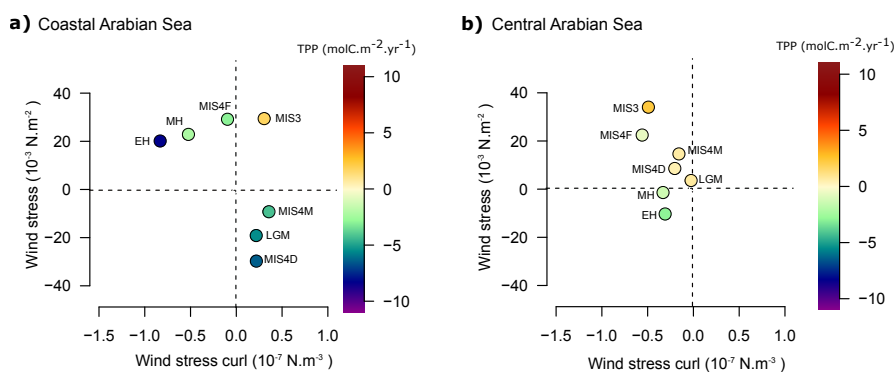 a) Coastal Arabian Sea
TPP (molC.m⁻².yr⁻¹)
Wind stress (10⁻³ N.m⁻²)
40
20
0
−20
−40
MIS4F
MIS3
MH
EH
MIS4M
LGM
MIS4D
10
5
0
−5
−10
−1.5 −1.0 −0.5 0.0 0.5 1.0
Wind stress curl (10⁻⁷ N.m⁻³)
b) Central Arabian Sea
TPP (molC.m⁻².yr⁻¹)
Wind stress (10⁻³ N.m⁻²)
40
20
0
−20
−40
MIS3
MIS4F
MIS4M
MIS4D
LGM
MH
EH
10
5
0
−5
−10
−1.5 −1.0 −0.5 0.0 0.5 1.0
Wind stress curl (10⁻⁷ N.m⁻³)